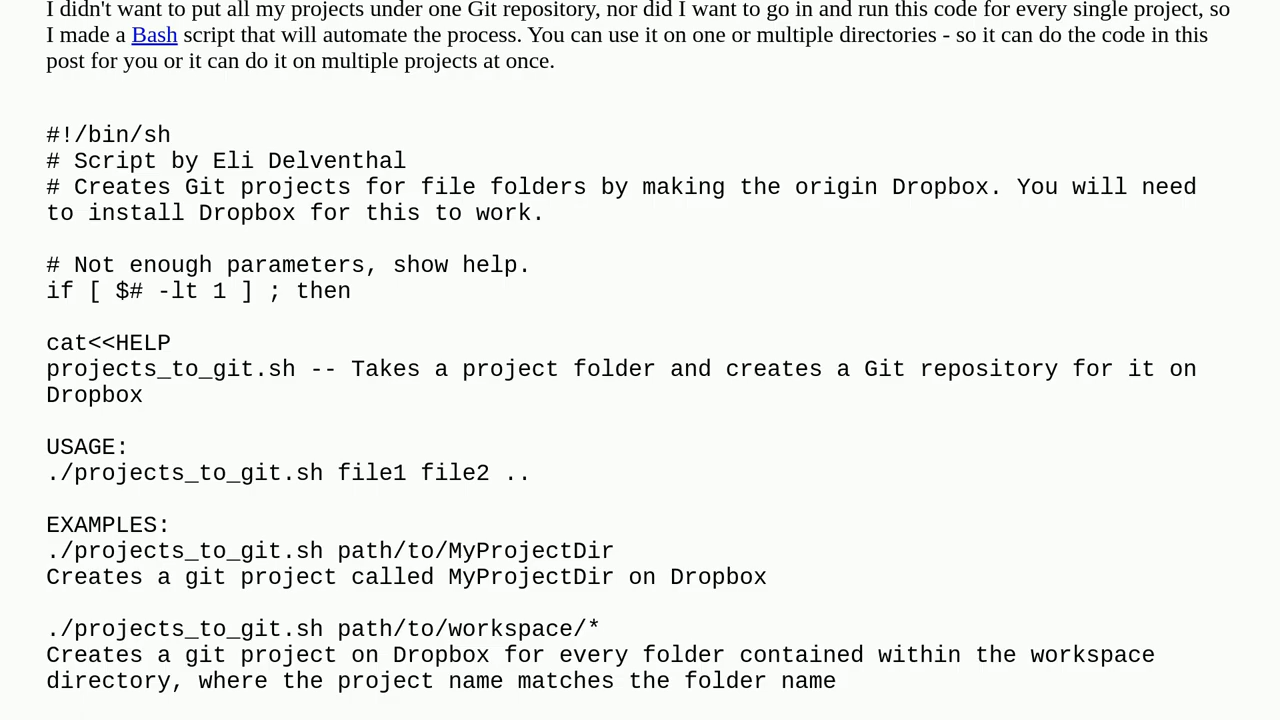 I didn't want to put all my projects under one Git repository, nor did I want to go in and run this code for every single project, so
I made a Bash script that will automate the process. You can use it on one or multiple directories - so it can do the code in this
post for you or it can do it on multiple projects at once.
#!/bin/sh
# Script by Eli Delventhal
# Creates Git projects for file folders by making the origin Dropbox. You will need
to install Dropbox for this to work.
# Not enough parameters, show help.
if [ $# -lt 1 ] ; then
cat<<HELP
projects_to_git.sh -- Takes a project folder and creates a Git repository for it on
Dropbox
USAGE:
./projects_to_git.sh file1 file2 ..
EXAMPLES:
./projects_to_git.sh path/to/MyProjectDir
Creates a git project called MyProjectDir on Dropbox
./projects_to_git.sh path/to/workspace/*
Creates a git project on Dropbox for every folder contained within the workspace
directory, where the project name matches the folder name